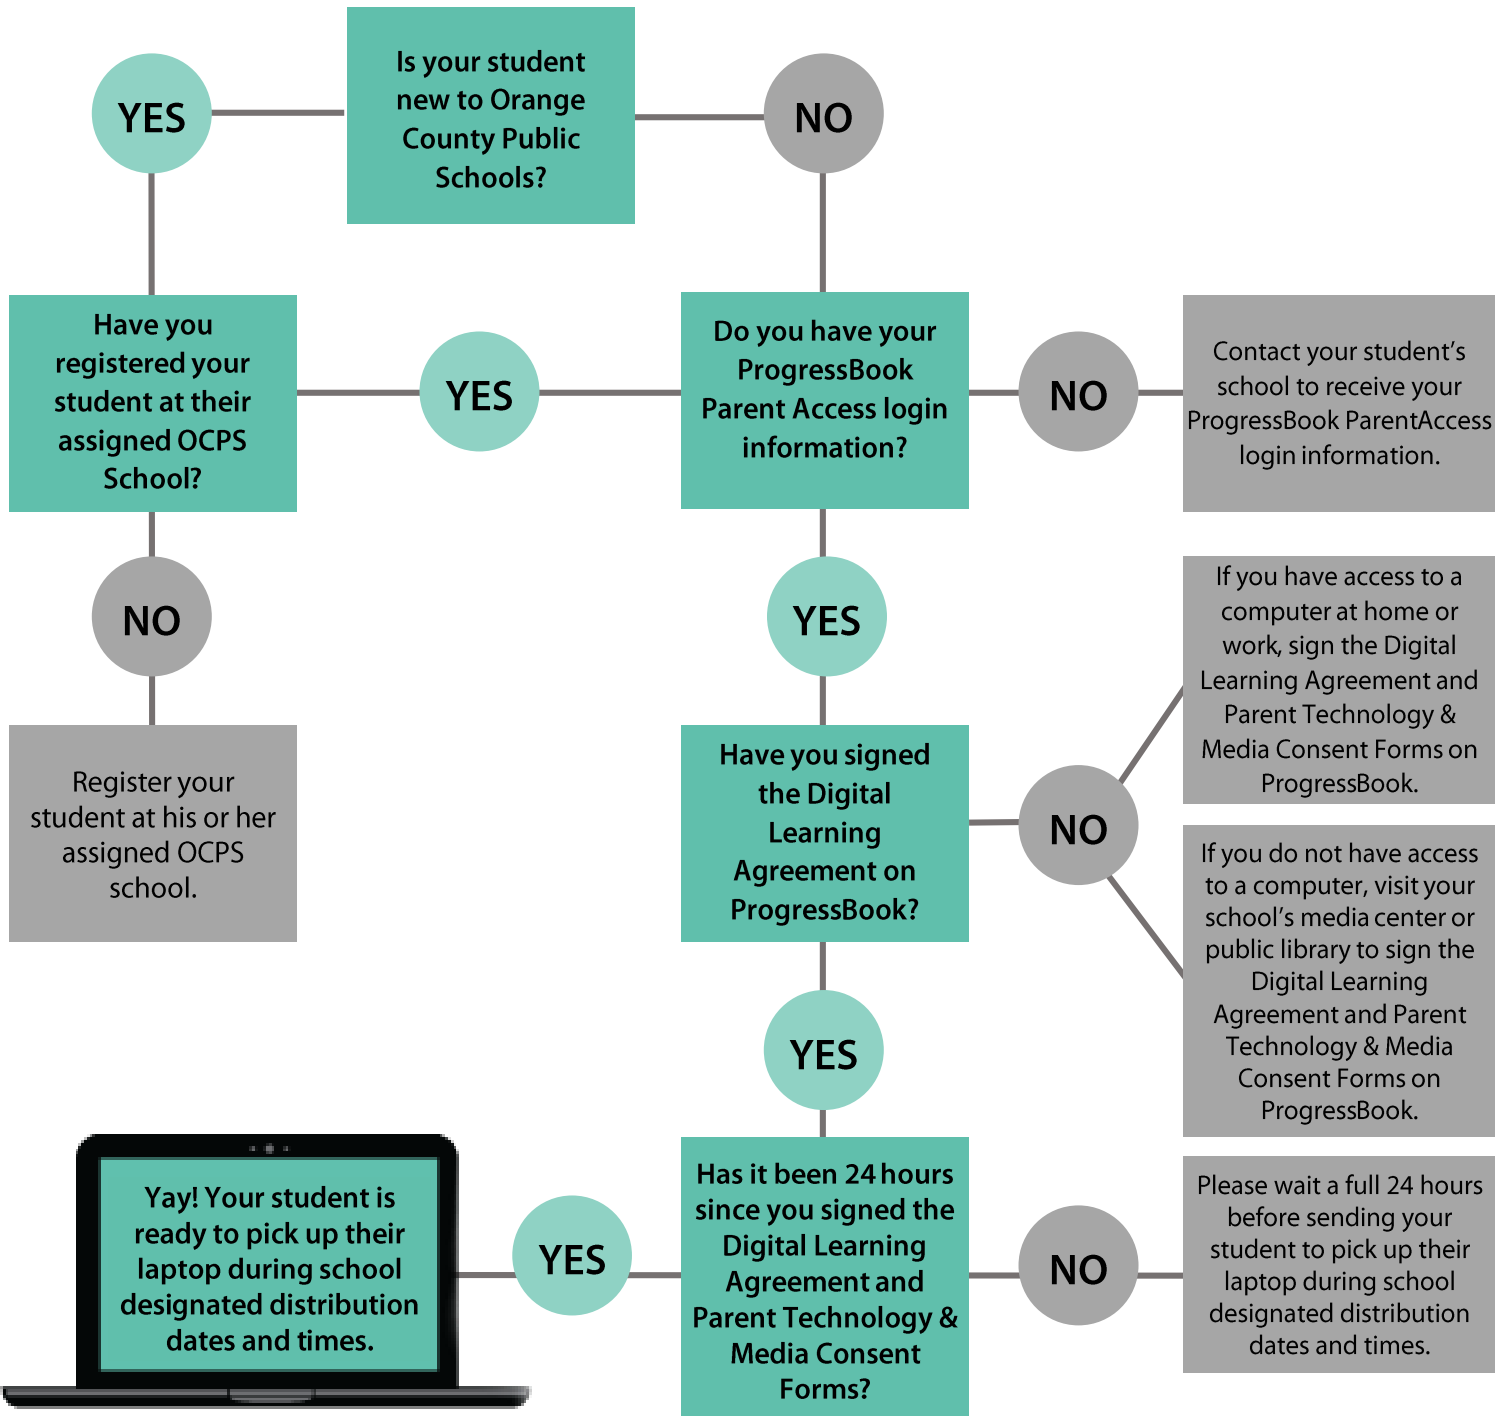 YES
Is your student
new to Orange
County Public
Schools?
NO
Have you
registered your
student at their
assigned OCPS
School?
YES
Do you have your
ProgressBook
Parent Access login
information?
NO
Contact your student’s
school to receive your
ProgressBook ParentAccess
login information.
NO
Register your
student at his or her
assigned OCPS
school.
YES
Have you signed
the Digital
Learning
Agreement on
ProgressBook?
NO
If you have access to a
computer at home or
work, sign the Digital
Learning Agreement and
Parent Technology &
Media Consent Forms on
ProgressBook.
If you do not have access
to a computer, visit your
school’s media center or
public library to sign the
Digital Learning
Agreement and Parent
Technology & Media
Consent Forms on
ProgressBook.
YES
Has it been 24 hours
since you signed the
Digital Learning
Agreement and
Parent Technology &
Media Consent
Forms?
NO
Please wait a full 24 hours
before sending your
student to pick up their
laptop during school
designated distribution
dates and times.
YES
Yay! Your student is
ready to pick up their
laptop during school
designated distribution
dates and times.